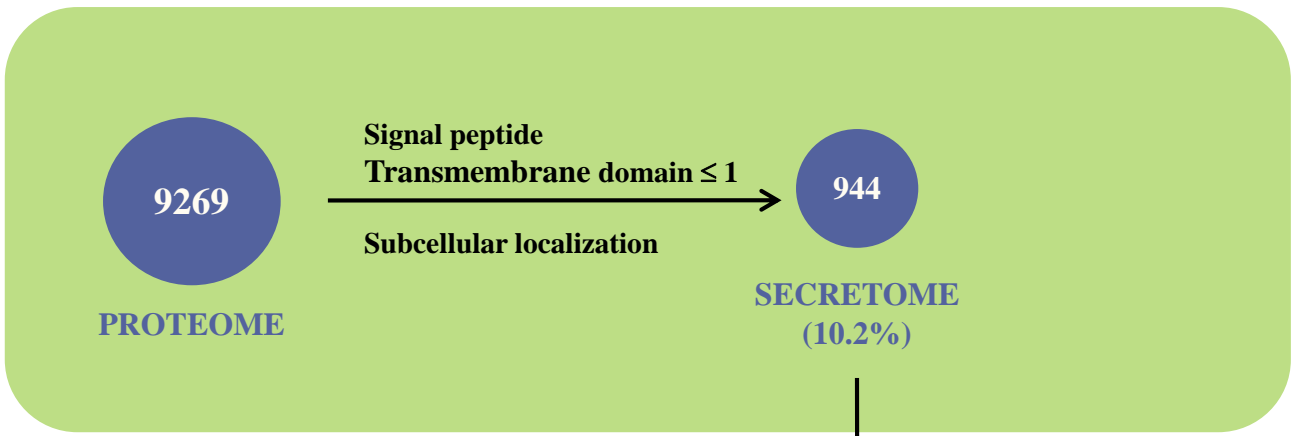 Signal peptide
Transmembrane domain ≤ 1
9269
944
Subcellular localization
PROTEOME
SECRETOME
(10.2%)